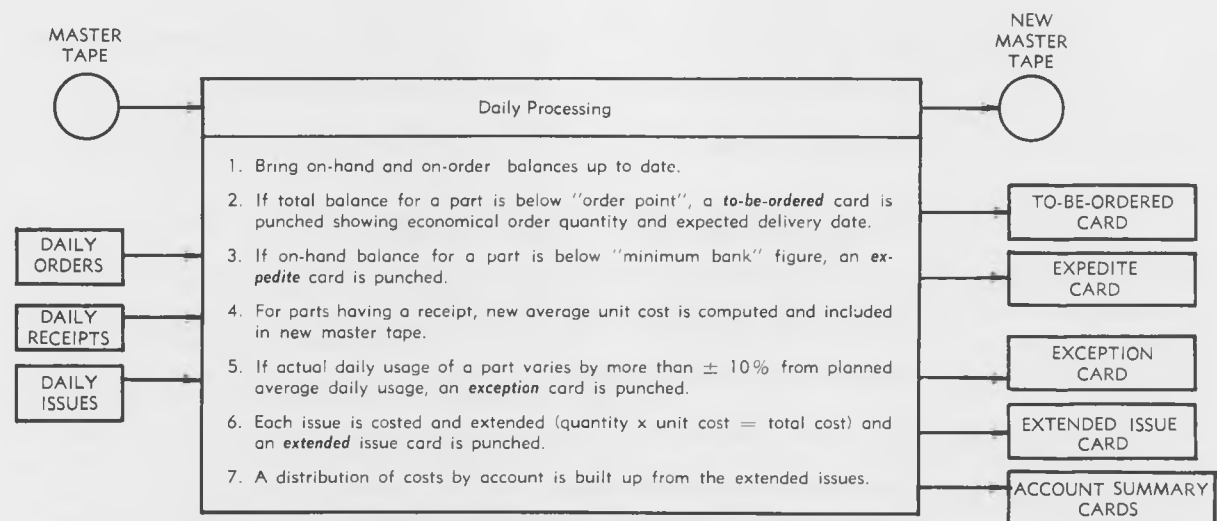 MASTER
TAPE
NEW
MASTER
TAPE
Daily Processing
1. Bring on-hand and on-order balances up to date.
2. If total balance for a part is below "order point", a to-be-ordered card is
punched showing economical order quantity and expected delivery date.
3. If on-hand balance for a part is below "minimum bank" figure, an ex-
pedite card is punched.
4. For parts having a receipt, new average unit cost is computed and included
in new master tape.
5. If actual daily usage of a part varies by more than ± 10% from planned
average daily usage, an exception card is punched.
6. Each issue is costed and extended (quantity x unit cost = total cost) and
an extended issue card is punched.
7. A distribution of costs by account is built up from the extended issues.
DAILY
ORDERS
DAILY
RECEIPTS
DAILY
ISSUES
TO-BE-ORDERED
CARD
EXPEDITE
CARD
EXCEPTION
CARD
EXTENDED ISSUE
CARD
ACCOUNT SUMMARY
CARDS